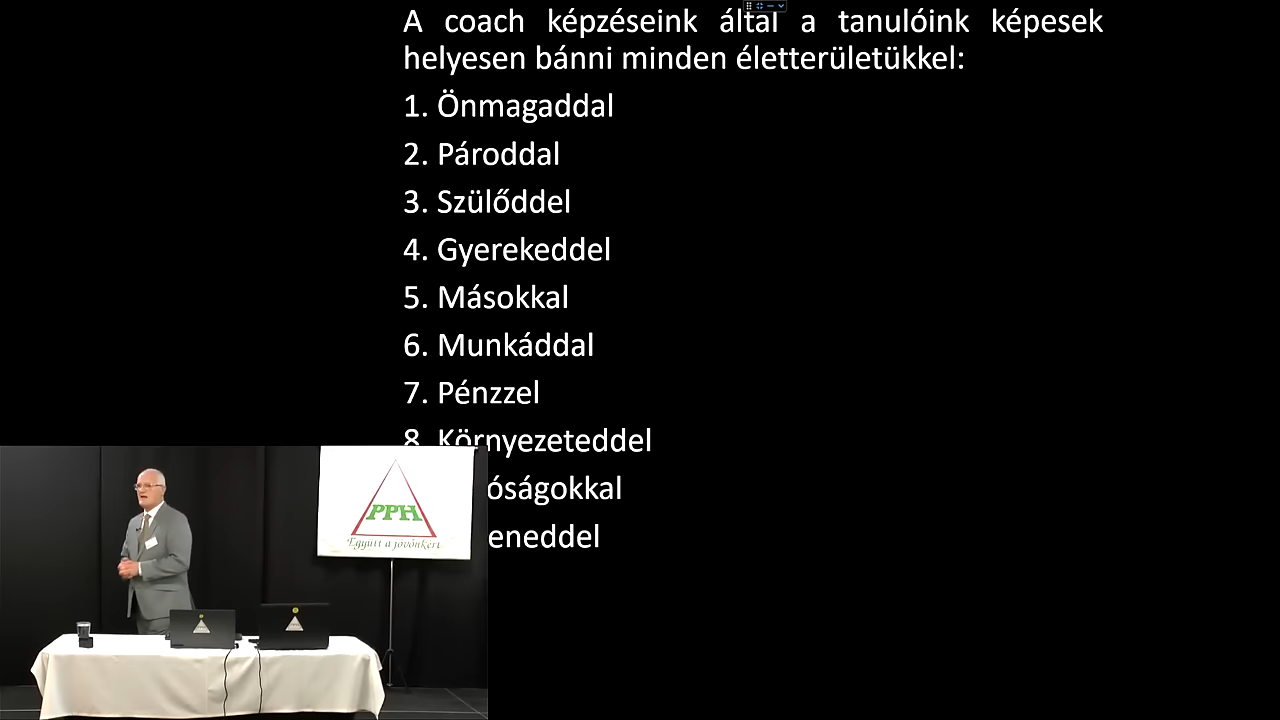 A coach képzéseink által a tanulóink képesek
helyesen bánni minden életterületükkel:
1. Önmagaddal
2. Pároddal
3. Szülőddel
4. Gyerekeddel
5. Másokkal
6. Munkáddal
7. Pénzzel
8. Környezeteddel
óságokkal
eneddel
PPH
Együtt a jövőnkért